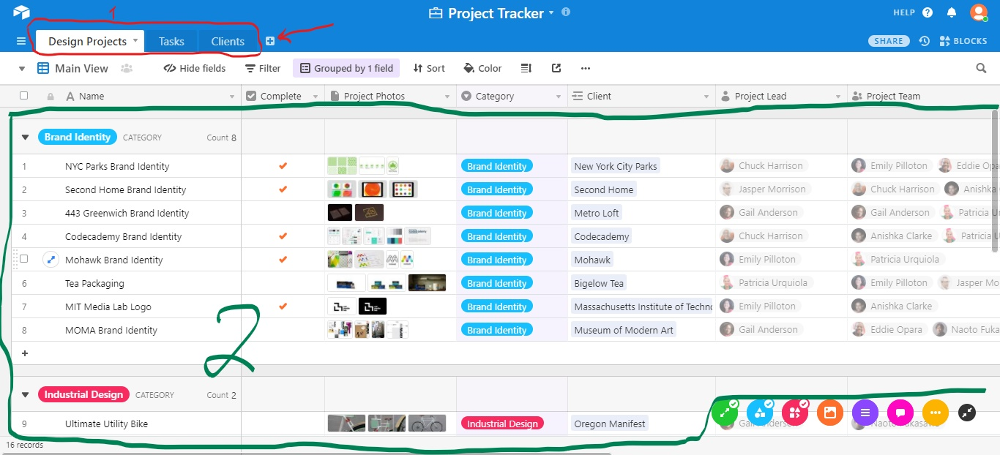 1
Project Tracker
HELP
Design Projects Tasks Clients
SHARE BLOCKS
Main View Hide fields Filter Grouped by 1 field Sort Color
Name Complete Project Photos Category Client Project Lead Project Team
Brand Identity CATEGORY Count 8
1 NYC Parks Brand Identity Brand Identity New York City Parks Chuck Harrison Emily Pilloton Eddie Opa
2 Second Home Brand Identity Brand Identity Second Home Jasper Morrison Chuck Harrison Anishka
3 443 Greenwich Brand Identity Brand Identity Metro Loft Gail Anderson Gail Anderson Patricia U
4 Codecademy Brand Identity Brand Identity Codecademy Chuck Harrison Anishka Clarke Patricia U
Mohawk Brand Identity Brand Identity Mohawk Emily Pilloton Patricia Urquiola
6 Tea Packaging Brand Identity Bigelow Tea Patricia Urquiola Emily Pilloton Jasper Mo
7 MIT Media Lab Logo Brand Identity Massachusetts Institute of Techno Emily Pilloton Anishka Clarke
8 MOMA Brand Identity Brand Identity Museum of Modern Art Gail Anderson Eddie Opara Naoto Fuka
2
Industrial Design CATEGORY Count 2
9 Ultimate Utility Bike Industrial Design Oregon Manifest Gail Anderson Naoto Fukasawa
16 records